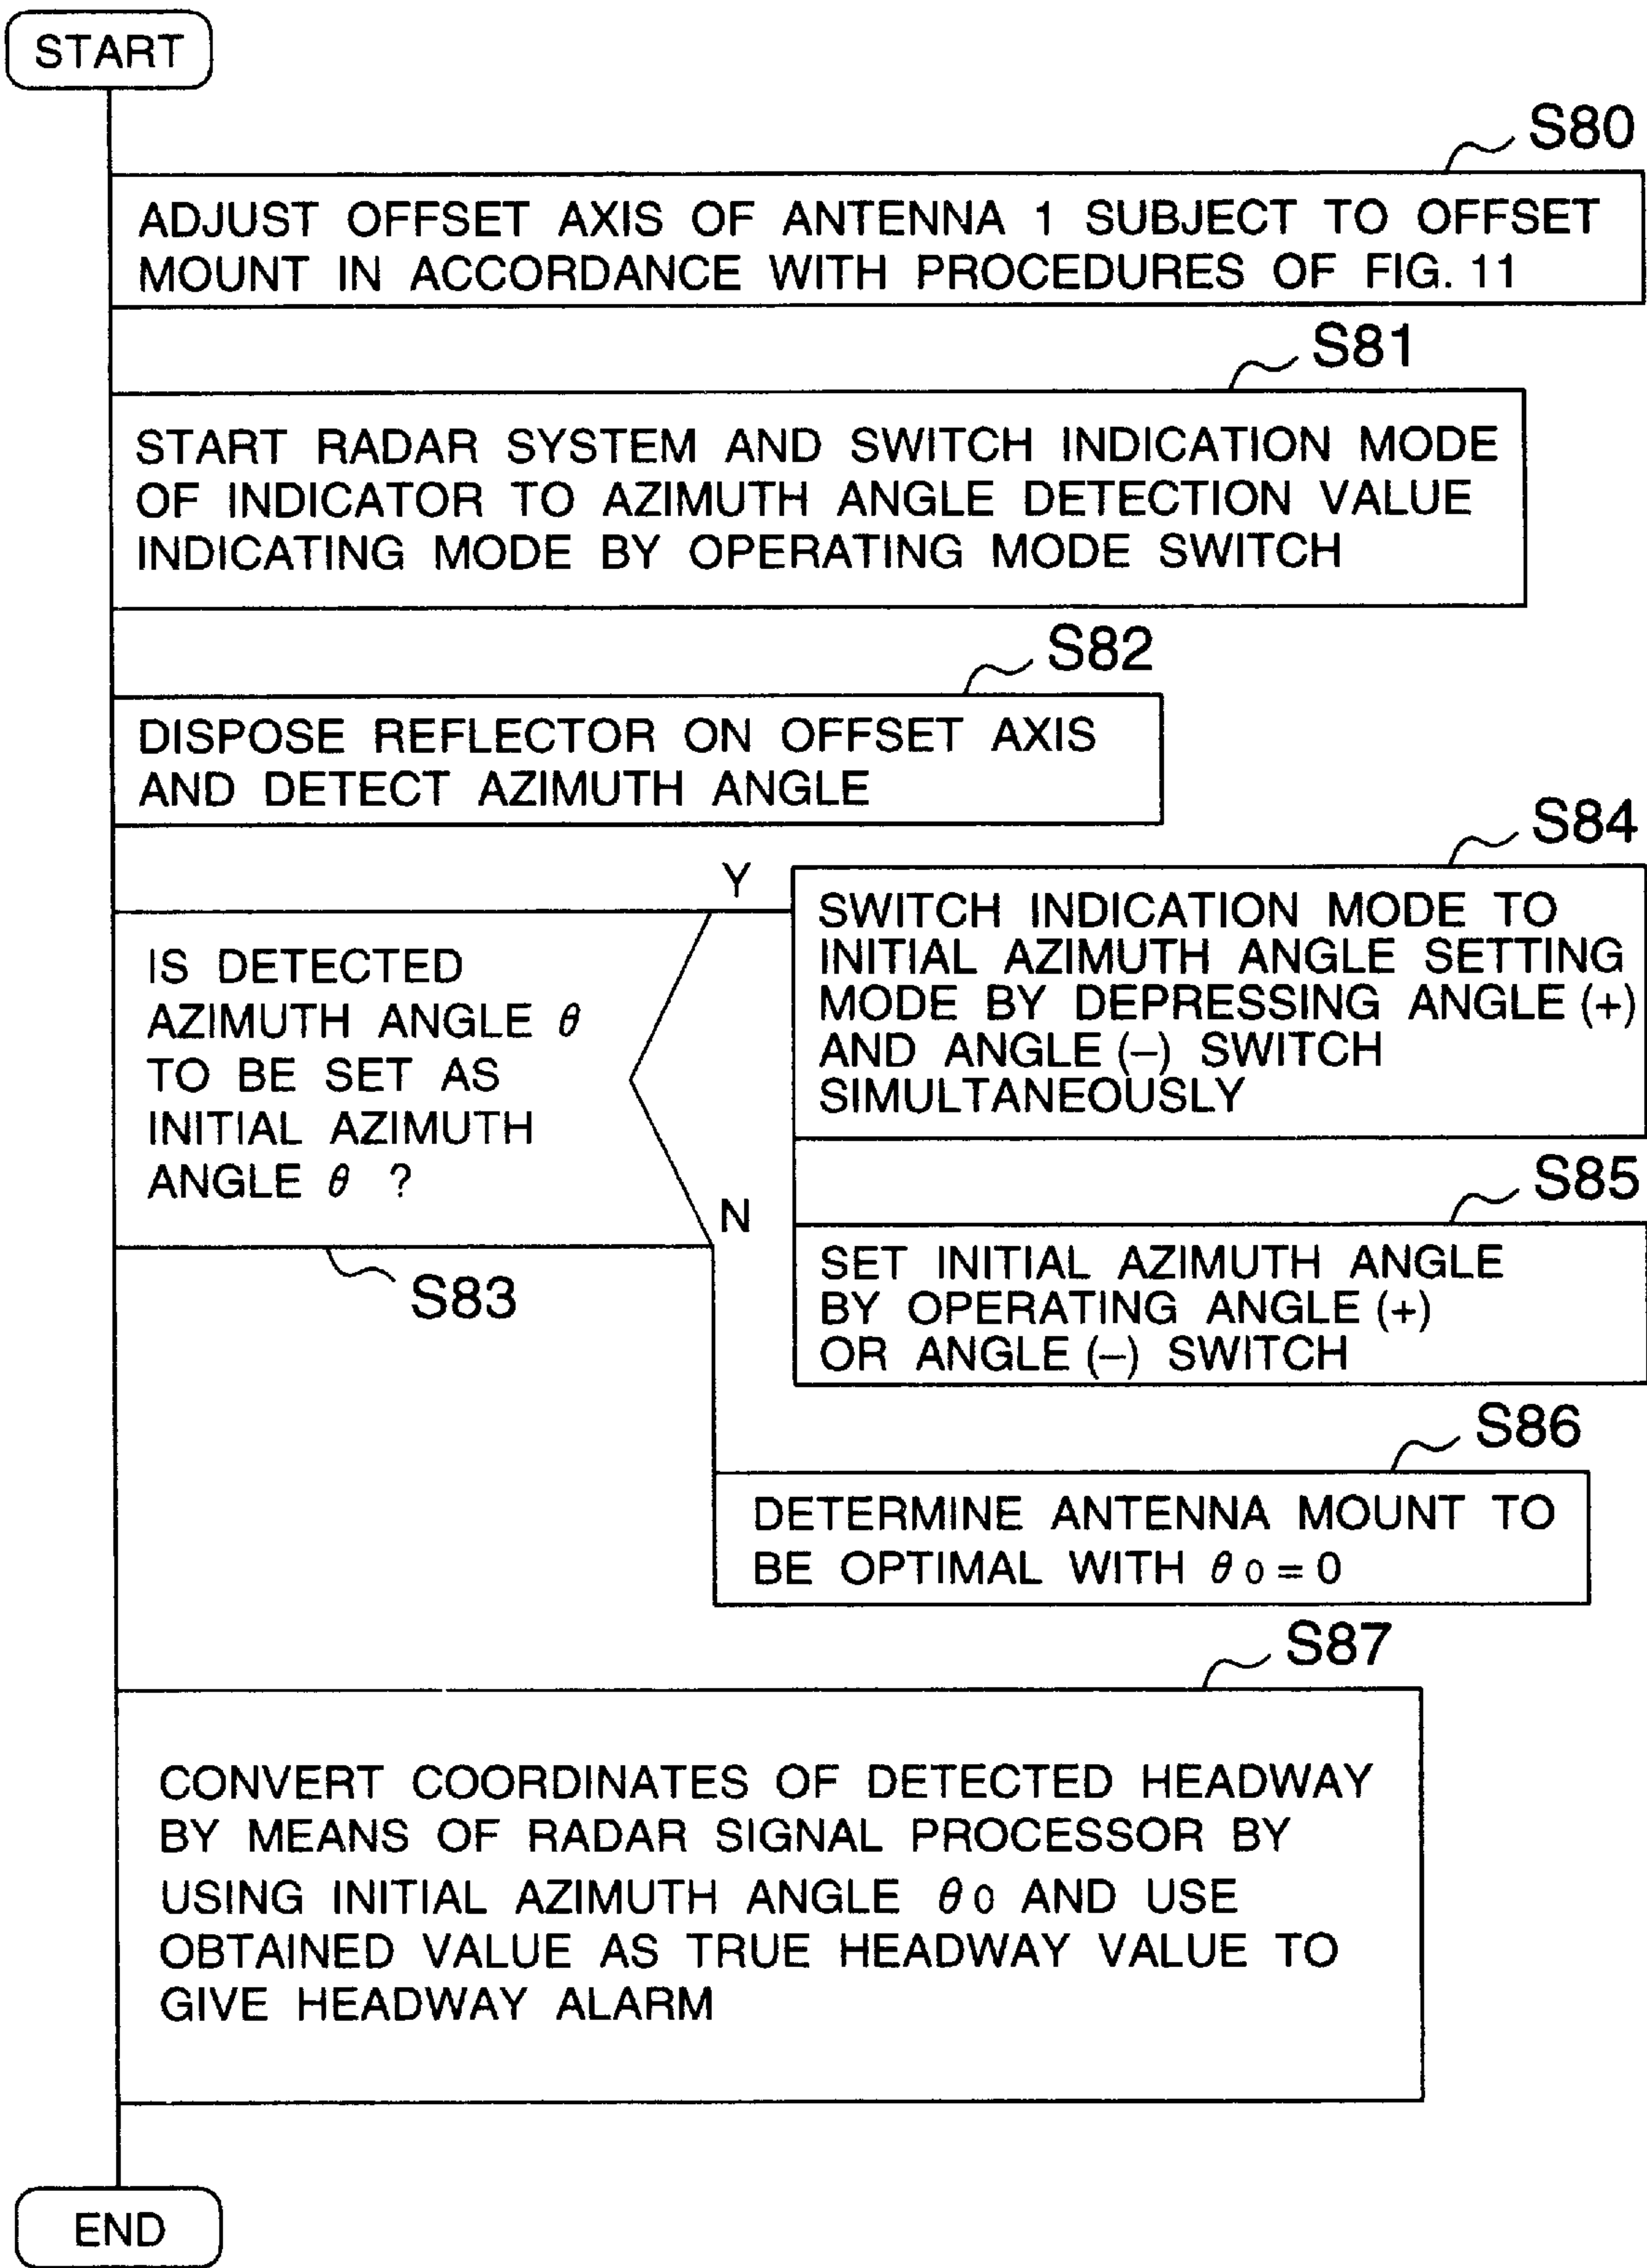 START
S80
ADJUST OFFSET AXIS OF ANTENNA 1 SUBJECT TO OFFSET
MOUNT IN ACCORDANCE WITH PROCEDURES OF FIG. 11
S81
START RADAR SYSTEM AND SWITCH INDICATION MODE
OF INDICATOR TO AZIMUTH ANGLE DETECTION VALUE
INDICATING MODE BY OPERATING MODE SWITCH
S82
DISPOSE REFLECTOR ON OFFSET AXIS
AND DETECT AZIMUTH ANGLE
IS DETECTED
AZIMUTH ANGLE θ
TO BE SET AS
INITIAL AZIMUTH
ANGLE θ ?
S83
Y
N
S84
SWITCH INDICATION MODE TO
INITIAL AZIMUTH ANGLE SETTING
MODE BY DEPRESSING ANGLE (+)
AND ANGLE (–) SWITCH
SIMULTANEOUSLY
S85
SET INITIAL AZIMUTH ANGLE
BY OPERATING ANGLE (+)
OR ANGLE (–) SWITCH
S86
DETERMINE ANTENNA MOUNT TO
BE OPTIMAL WITH θ0 = 0
S87
CONVERT COORDINATES OF DETECTED HEADWAY
BY MEANS OF RADAR SIGNAL PROCESSOR BY
USING INITIAL AZIMUTH ANGLE θ0 AND USE
OBTAINED VALUE AS TRUE HEADWAY VALUE TO
GIVE HEADWAY ALARM
END